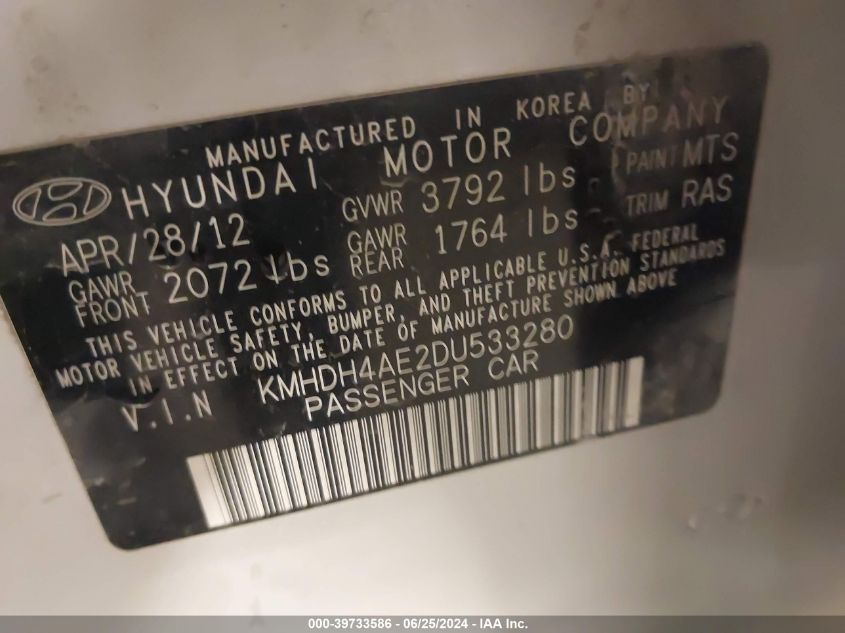 MANUFACTURED IN KOREA BY
HYUNDAI MOTOR COMPANY
APR/28/12 GVWR 3792 lbs PAINT MTS
GAWR FRONT 2072 lbs GAWR REAR 1764 lbs TRIM RAS
THIS VEHICLE CONFORMS TO ALL APPLICABLE U.S.A. FEDERAL
MOTOR VEHICLE SAFETY, BUMPER, AND THEFT PREVENTION STANDARDS
IN EFFECT ON THE DATE OF MANUFACTURE SHOWN ABOVE
V.I.N KMHDH4AE2DU533280
PASSENGER CAR
000-39733586 - 06/25/2024 - IAA Inc.